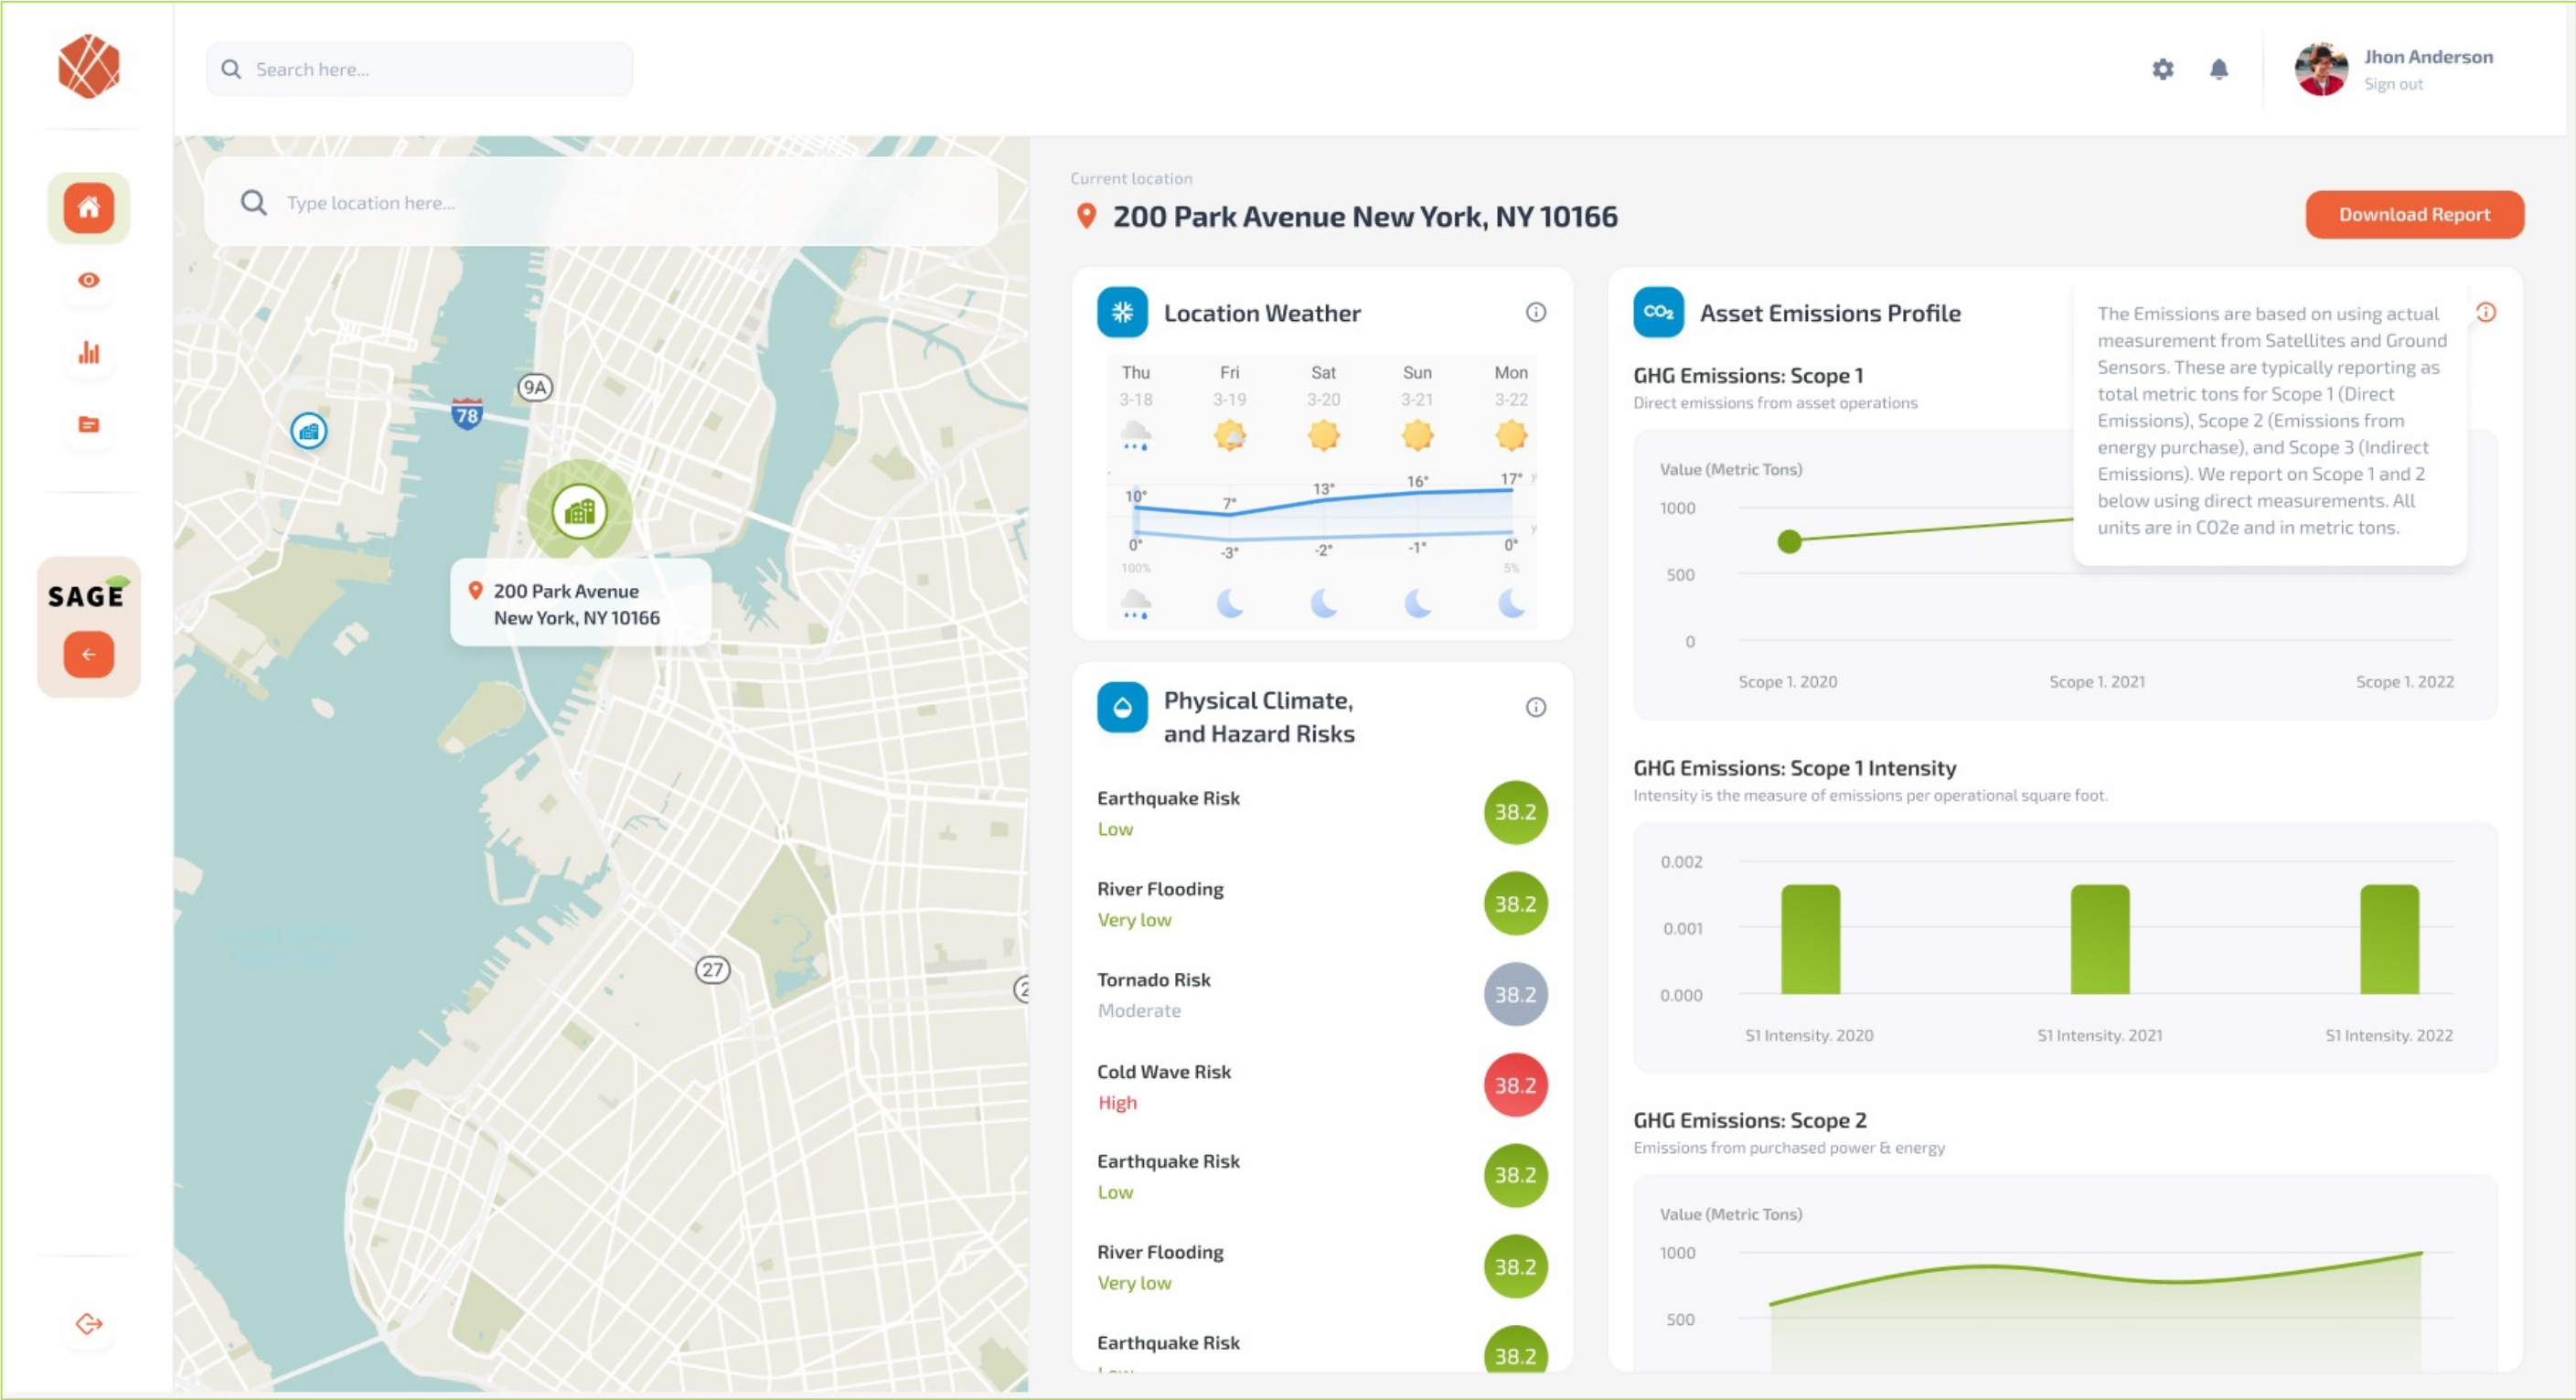 Search here...
Jhon Anderson
Sign out
SAGE
Type location here...
9A
78
200 Park Avenue
New York, NY 10166
27
Current location
200 Park Avenue New York, NY 10166
Download Report
Location Weather
Thu Fri Sat Sun Mon
3-18 3-19 3-20 3-21 3-22
10° 7° 13° 16° 17°
0° -3° -2° -1° 0°
100% 5%
Physical Climate,
and Hazard Risks
Earthquake Risk
Low
38.2
River Flooding
Very low
38.2
Tornado Risk
Moderate
38.2
Cold Wave Risk
High
38.2
Earthquake Risk
Low
38.2
River Flooding
Very low
38.2
Earthquake Risk
38.2
CO2
Asset Emissions Profile
The Emissions are based on using actual
measurement from Satellites and Ground
Sensors. These are typically reporting as
total metric tons for Scope 1 (Direct
Emissions), Scope 2 (Emissions from
energy purchase), and Scope 3 (Indirect
Emissions). We report on Scope 1 and 2
below using direct measurements. All
units are in CO2e and in metric tons.
GHG Emissions: Scope 1
Direct emissions from asset operations
Value (Metric Tons)
1000
500
0
Scope 1. 2020 Scope 1. 2021 Scope 1. 2022
GHG Emissions: Scope 1 Intensity
Intensity is the measure of emissions per operational square foot.
0.002
0.001
0.000
S1 Intensity. 2020 S1 Intensity. 2021 S1 Intensity. 2022
GHG Emissions: Scope 2
Emissions from purchased power & energy
Value (Metric Tons)
1000
500